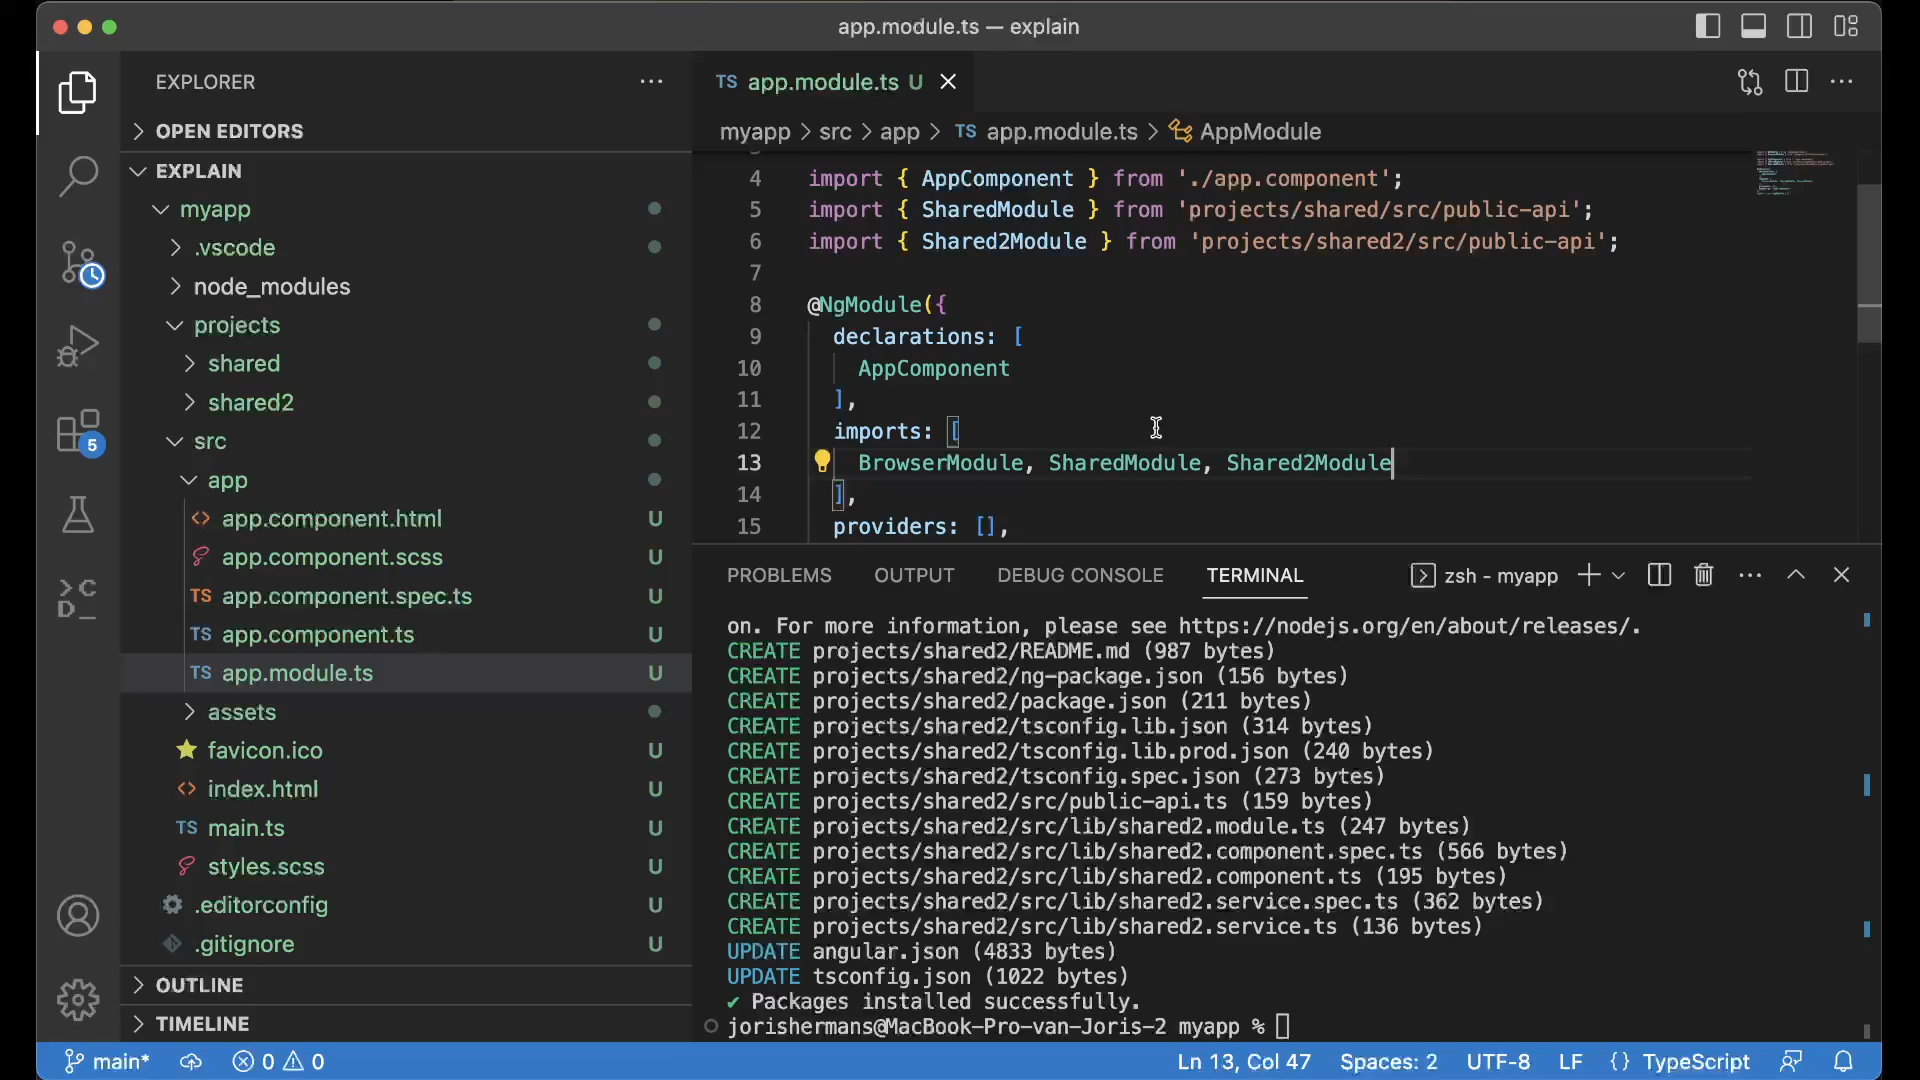 app.module.ts — explain
EXPLORER
OPEN EDITORS
EXPLAIN
myapp
.vscode
node_modules
projects
shared
shared2
src
app
<> app.component.html U
app.component.scss U
TS app.component.spec.ts U
TS app.component.ts U
TS app.module.ts U
assets
favicon.ico U
<> index.html U
TS main.ts U
styles.scss U
.editorconfig U
.gitignore U
OUTLINE
TIMELINE
5
TS app.module.ts U
myapp > src > app > TS app.module.ts > AppModule
4 import { AppComponent } from './app.component';
5 import { SharedModule } from 'projects/shared/src/public-api';
6 import { Shared2Module } from 'projects/shared2/src/public-api';
7
8 @NgModule({
9 declarations: [
10 AppComponent
11 ],
12 imports: [
13 BrowserModule, SharedModule, Shared2Module
14 ],
15 providers: [],
PROBLEMS OUTPUT DEBUG CONSOLE TERMINAL zsh - myapp
on. For more information, please see https://nodejs.org/en/about/releases/.
CREATE projects/shared2/README.md (987 bytes)
CREATE projects/shared2/ng-package.json (156 bytes)
CREATE projects/shared2/package.json (211 bytes)
CREATE projects/shared2/tsconfig.lib.json (314 bytes)
CREATE projects/shared2/tsconfig.lib.prod.json (240 bytes)
CREATE projects/shared2/tsconfig.spec.json (273 bytes)
CREATE projects/shared2/src/public-api.ts (159 bytes)
CREATE projects/shared2/src/lib/shared2.module.ts (247 bytes)
CREATE projects/shared2/src/lib/shared2.component.spec.ts (566 bytes)
CREATE projects/shared2/src/lib/shared2.component.ts (195 bytes)
CREATE projects/shared2/src/lib/shared2.service.spec.ts (362 bytes)
CREATE projects/shared2/src/lib/shared2.service.ts (136 bytes)
UPDATE angular.json (4833 bytes)
UPDATE tsconfig.json (1022 bytes)
✔ Packages installed successfully.
jorishermans@MacBook-Pro-van-Joris-2 myapp %
main* 0 0 Ln 13, Col 47 Spaces: 2 UTF-8 LF {} TypeScript